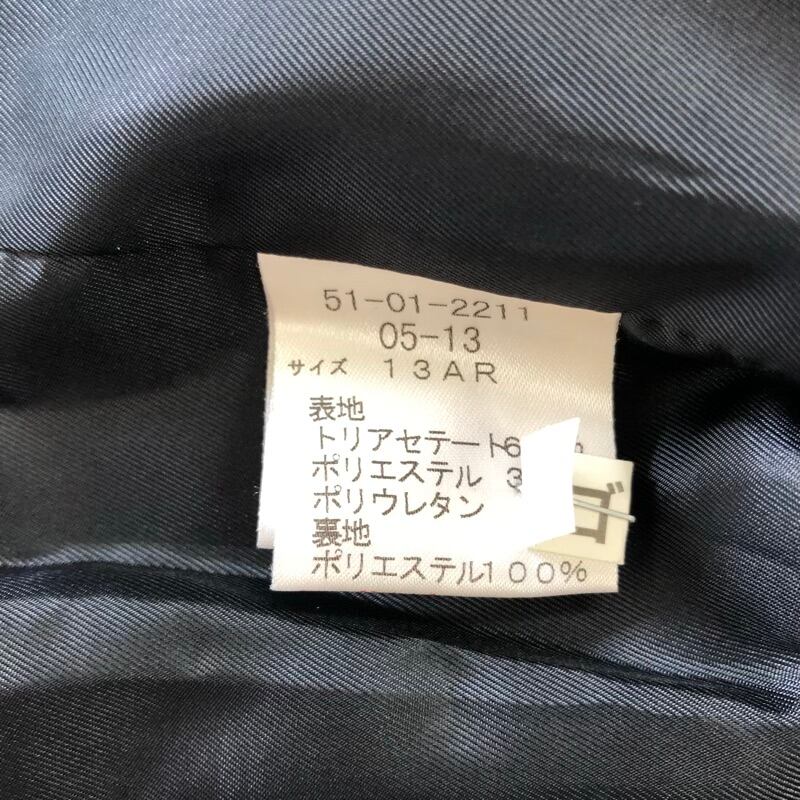 51-01-2211
05-13
サイズ 13AR
表地
トリアセテート6 %
ポリエステル 3
ポリウレタン
裏地
ポリエステル100%
ゴ